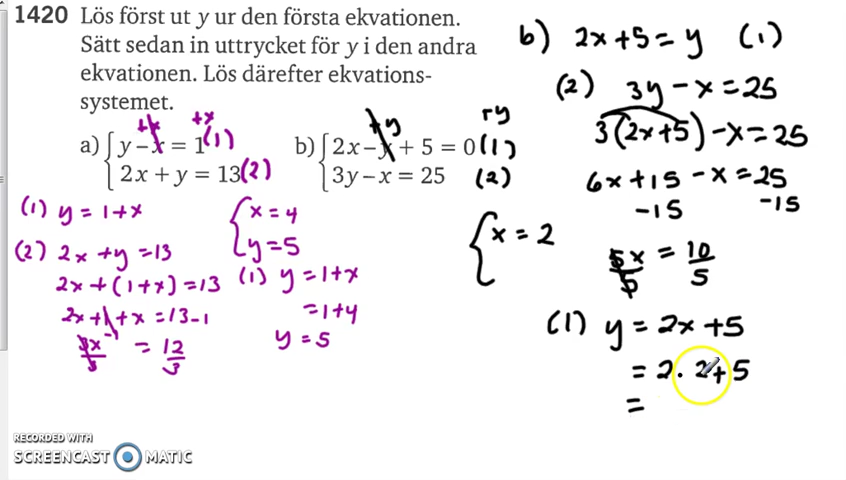 1420 Lös först ut y ur den första ekvationen.
Sätt sedan in uttrycket för y i den andra
ekvationen. Lös därefter ekvations-
systemet.
+x +x
a) y − x = 1 (1)
2x + y = 13 (2)
+y +y
b) 2x − y + 5 = 0 (1)
3y − x = 25 (2)
(1) y = 1+x
(2) 2x + y = 13
2x + (1+x) = 13
2x + 1 + x = 13 - 1
-1
3x/3 = 12/3
x = 4
y = 5
(1) y = 1+x
= 1+4
y = 5
b) 2x + 5 = y (1)
(2) 3y − x = 25
3(2x+5) − x = 25
6x + 15 − x = 25
−15 −15
5x/5 = 10/5
x = 2
(1) y = 2x + 5
= 2 · 2 + 5
=
RECORDED WITH
SCREENCAST MATIC